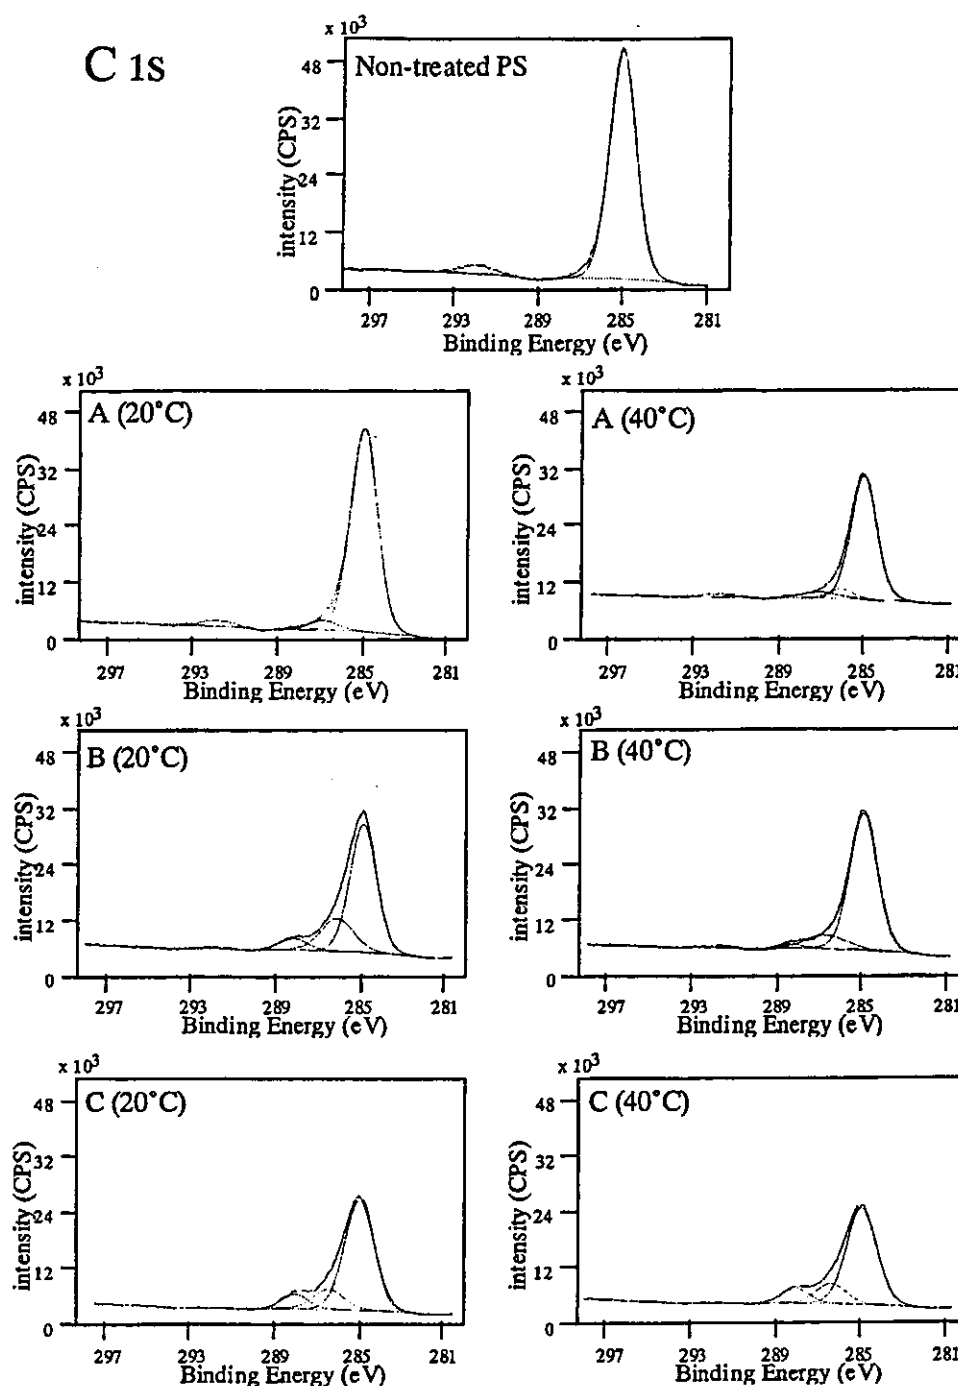 C 1s
x 10³
Non-treated PS
intensity (CPS)
48
32
24
12
0
297 293 289 285 281
Binding Energy (eV)
x 10³
A (20°C)
intensity (CPS)
48
32
24
12
0
297 293 289 285 281
Binding Energy (eV)
x 10³
A (40°C)
intensity (CPS)
48
32
24
12
0
297 293 289 285 281
Binding Energy (eV)
x 10³
B (20°C)
intensity (CPS)
48
32
24
12
0
297 293 289 285 281
Binding Energy (eV)
x 10³
B (40°C)
intensity (CPS)
48
32
24
12
0
297 293 289 285 281
Binding Energy (eV)
x 10³
C (20°C)
intensity (CPS)
48
32
24
12
0
297 293 289 285 281
Binding Energy (eV)
x 10³
C (40°C)
intensity (CPS)
48
32
24
12
0
297 293 289 285 281
Binding Energy (eV)